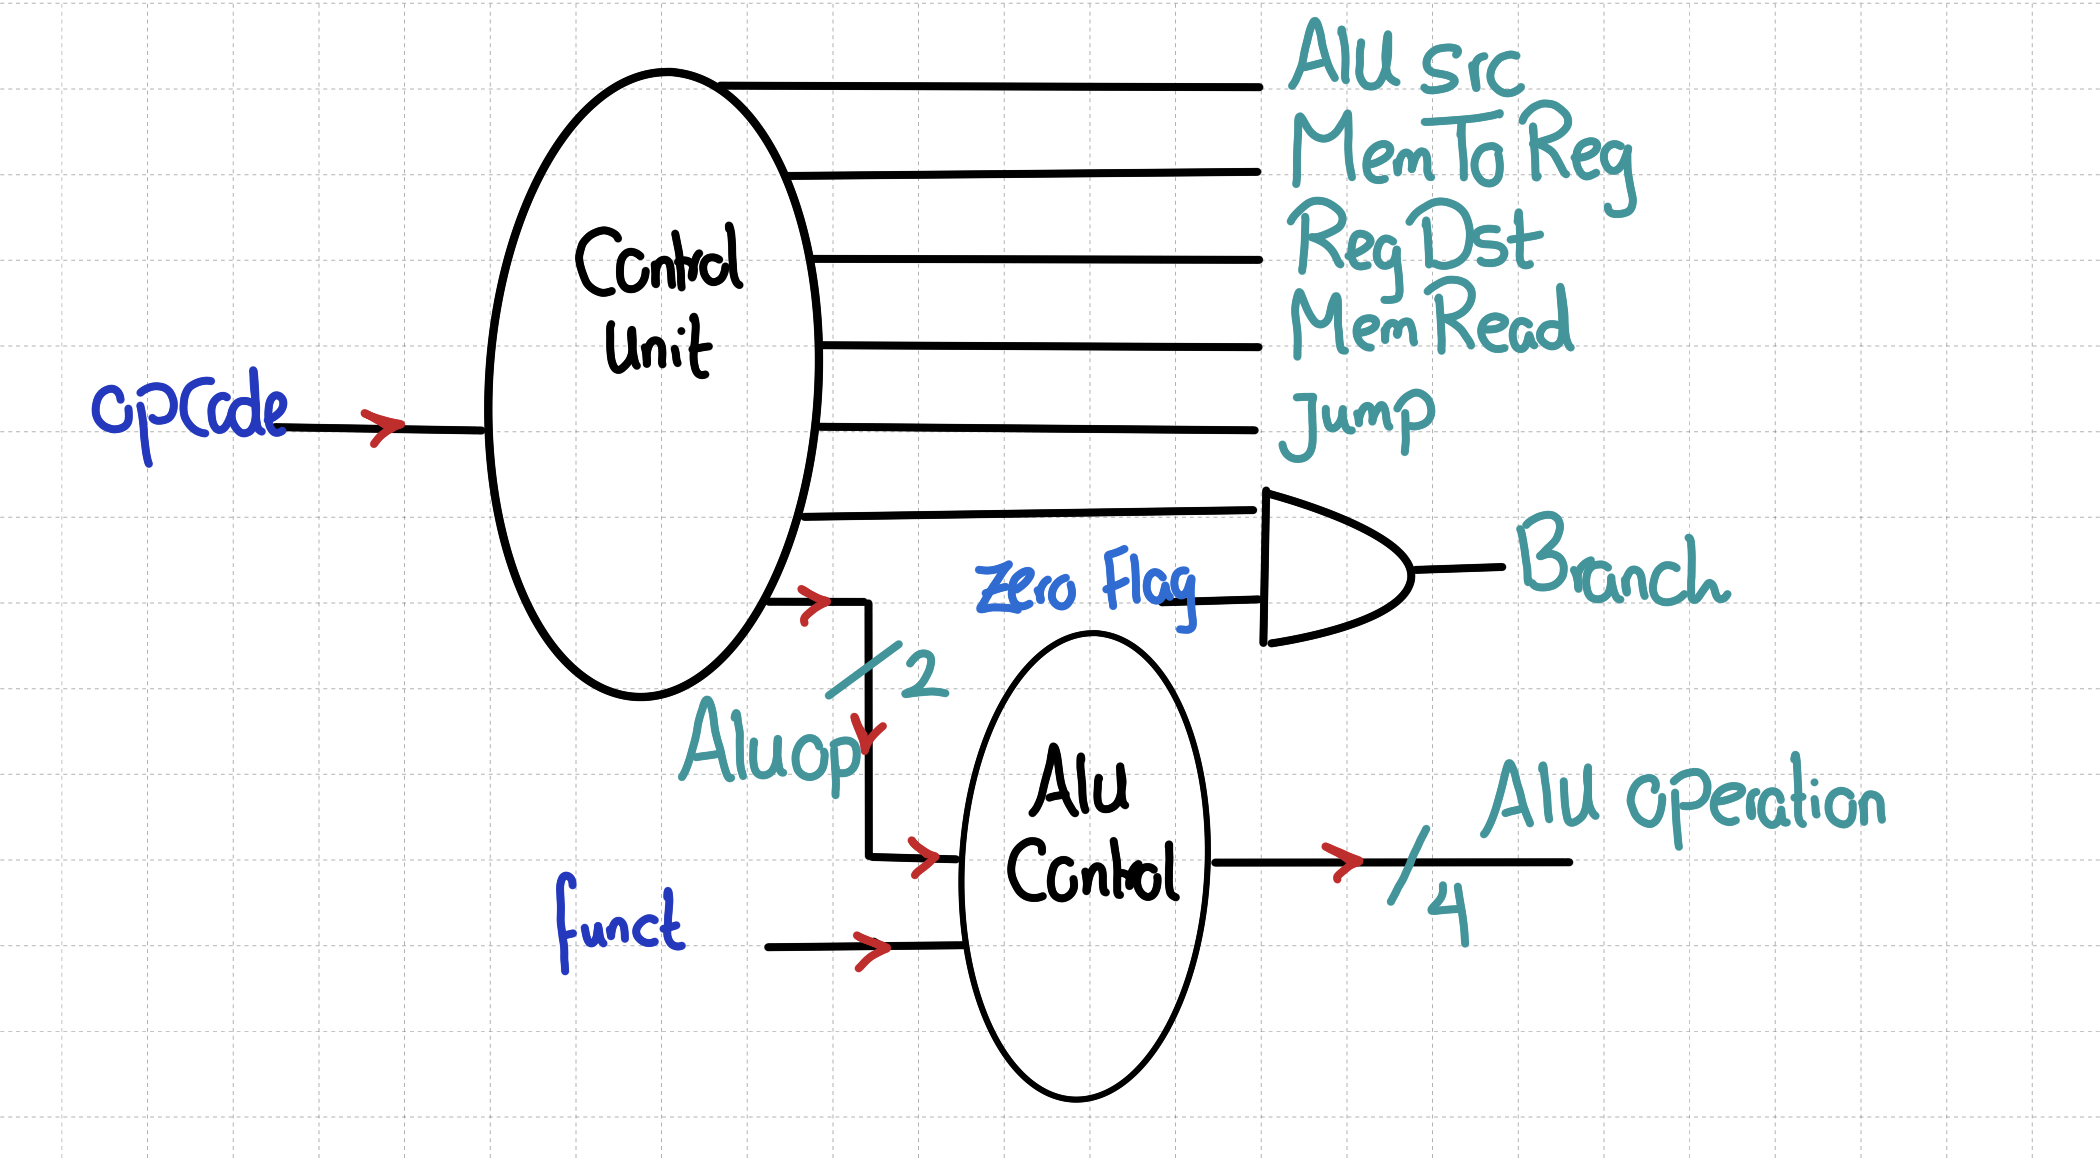 Alu src
MemToReg
RegDst
MemRead
Jump
Control
Unit
opCode
Zero Flag
Branch
2
Aluop
Alu
Control
Alu operation
4
funct